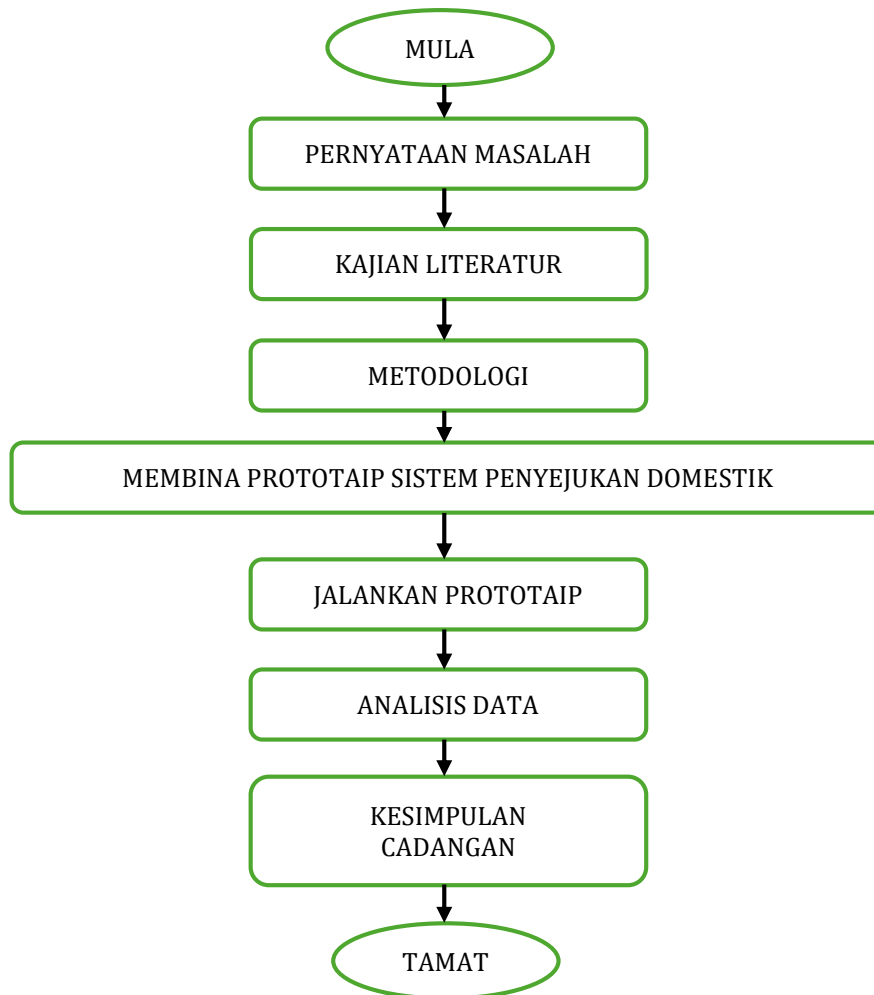 MULA
PERNYATAAN MASALAH
KAJIAN LITERATUR
METODOLOGI
MEMBINA PROTOTAIP SISTEM PENYEJUKAN DOMESTIK
JALANKAN PROTOTAIP
ANALISIS DATA
KESIMPULAN
CADANGAN
TAMAT